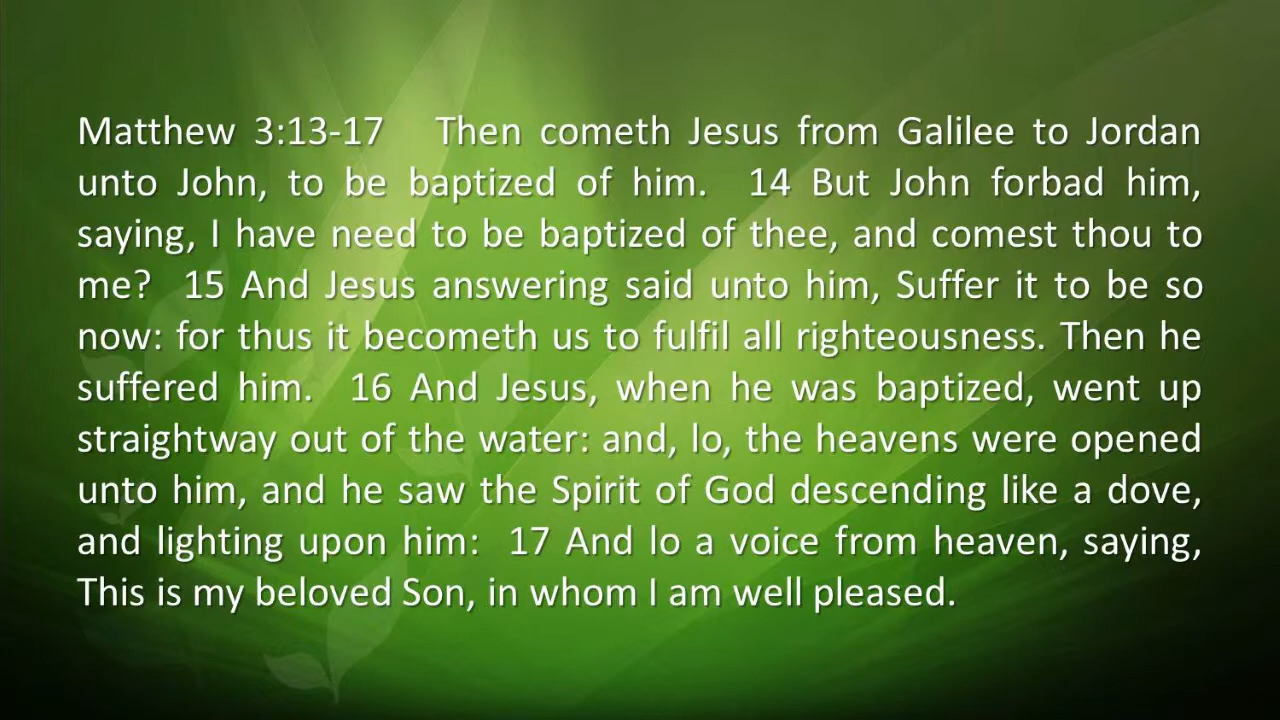 Matthew 3:13-17 Then cometh Jesus from Galilee to Jordan
unto John, to be baptized of him. 14 But John forbad him,
saying, I have need to be baptized of thee, and comest thou to
me? 15 And Jesus answering said unto him, Suffer it to be so
now: for thus it becometh us to fulfil all righteousness. Then he
suffered him. 16 And Jesus, when he was baptized, went up
straightway out of the water: and, lo, the heavens were opened
unto him, and he saw the Spirit of God descending like a dove,
and lighting upon him: 17 And lo a voice from heaven, saying,
This is my beloved Son, in whom I am well pleased.